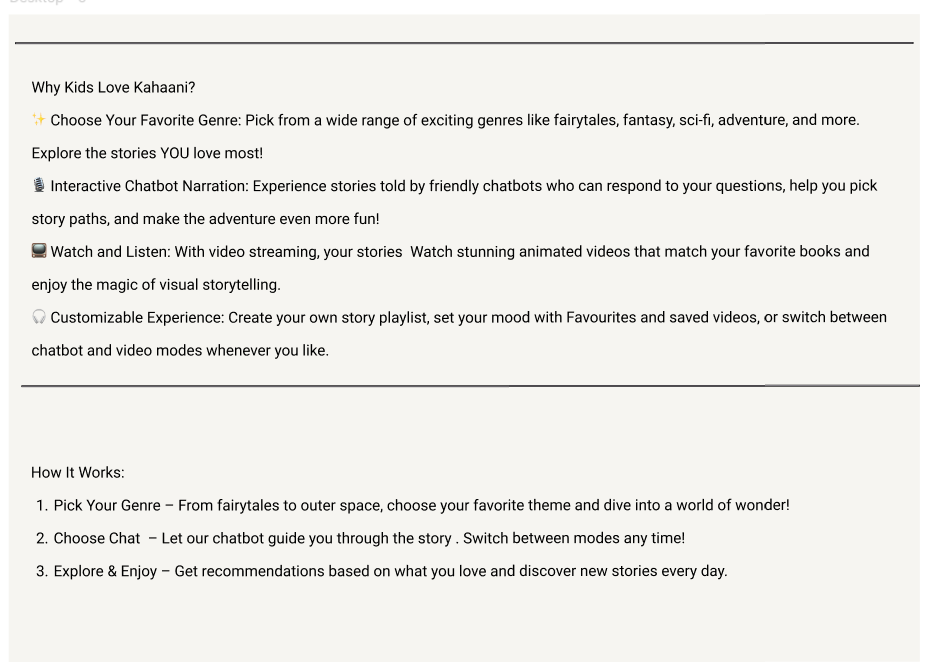 Desktop - 8
Why Kids Love Kahaani?
✨ Choose Your Favorite Genre: Pick from a wide range of exciting genres like fairytales, fantasy, sci-fi, adventure, and more.
Explore the stories YOU love most!
🎙️ Interactive Chatbot Narration: Experience stories told by friendly chatbots who can respond to your questions, help you pick
story paths, and make the adventure even more fun!
📺 Watch and Listen: With video streaming, your stories  Watch stunning animated videos that match your favorite books and
enjoy the magic of visual storytelling.
🎧 Customizable Experience: Create your own story playlist, set your mood with Favourites and saved videos, or switch between
chatbot and video modes whenever you like.
How It Works:
1. Pick Your Genre – From fairytales to outer space, choose your favorite theme and dive into a world of wonder!
2. Choose Chat  – Let our chatbot guide you through the story . Switch between modes any time!
3. Explore & Enjoy – Get recommendations based on what you love and discover new stories every day.